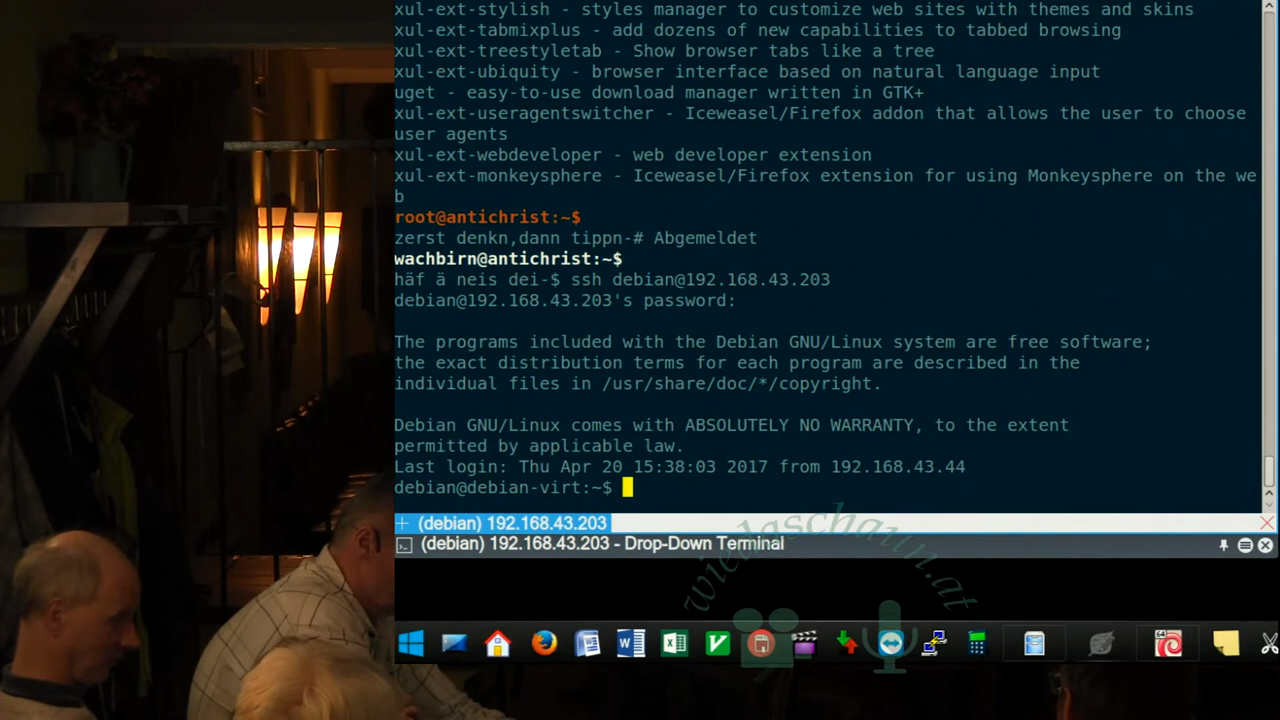 xul-ext-stylish - styles manager to customize web sites with themes and skins
xul-ext-tabmixplus - add dozens of new capabilities to tabbed browsing
xul-ext-treestyletab - Show browser tabs like a tree
xul-ext-ubiquity - browser interface based on natural language input
uget - easy-to-use download manager written in GTK+
xul-ext-useragentswitcher - Iceweasel/Firefox addon that allows the user to choose
user agents
xul-ext-webdeveloper - web developer extension
xul-ext-monkeysphere - Iceweasel/Firefox extension for using Monkeysphere on the we
b
root@antichrist:~$
zerst denkn,dann tippn-# Abgemeldet
wachbirn@antichrist:~$
häf ä neis dei-$ ssh debian@192.168.43.203
debian@192.168.43.203's password:
The programs included with the Debian GNU/Linux system are free software;
the exact distribution terms for each program are described in the
individual files in /usr/share/doc/*/copyright.
Debian GNU/Linux comes with ABSOLUTELY NO WARRANTY, to the extent
permitted by applicable law.
Last login: Thu Apr 20 15:38:03 2017 from 192.168.43.44
debian@debian-virt:~$
(debian) 192.168.43.203
(debian) 192.168.43.203 - Drop-Down Terminal
wiedaschaun.at